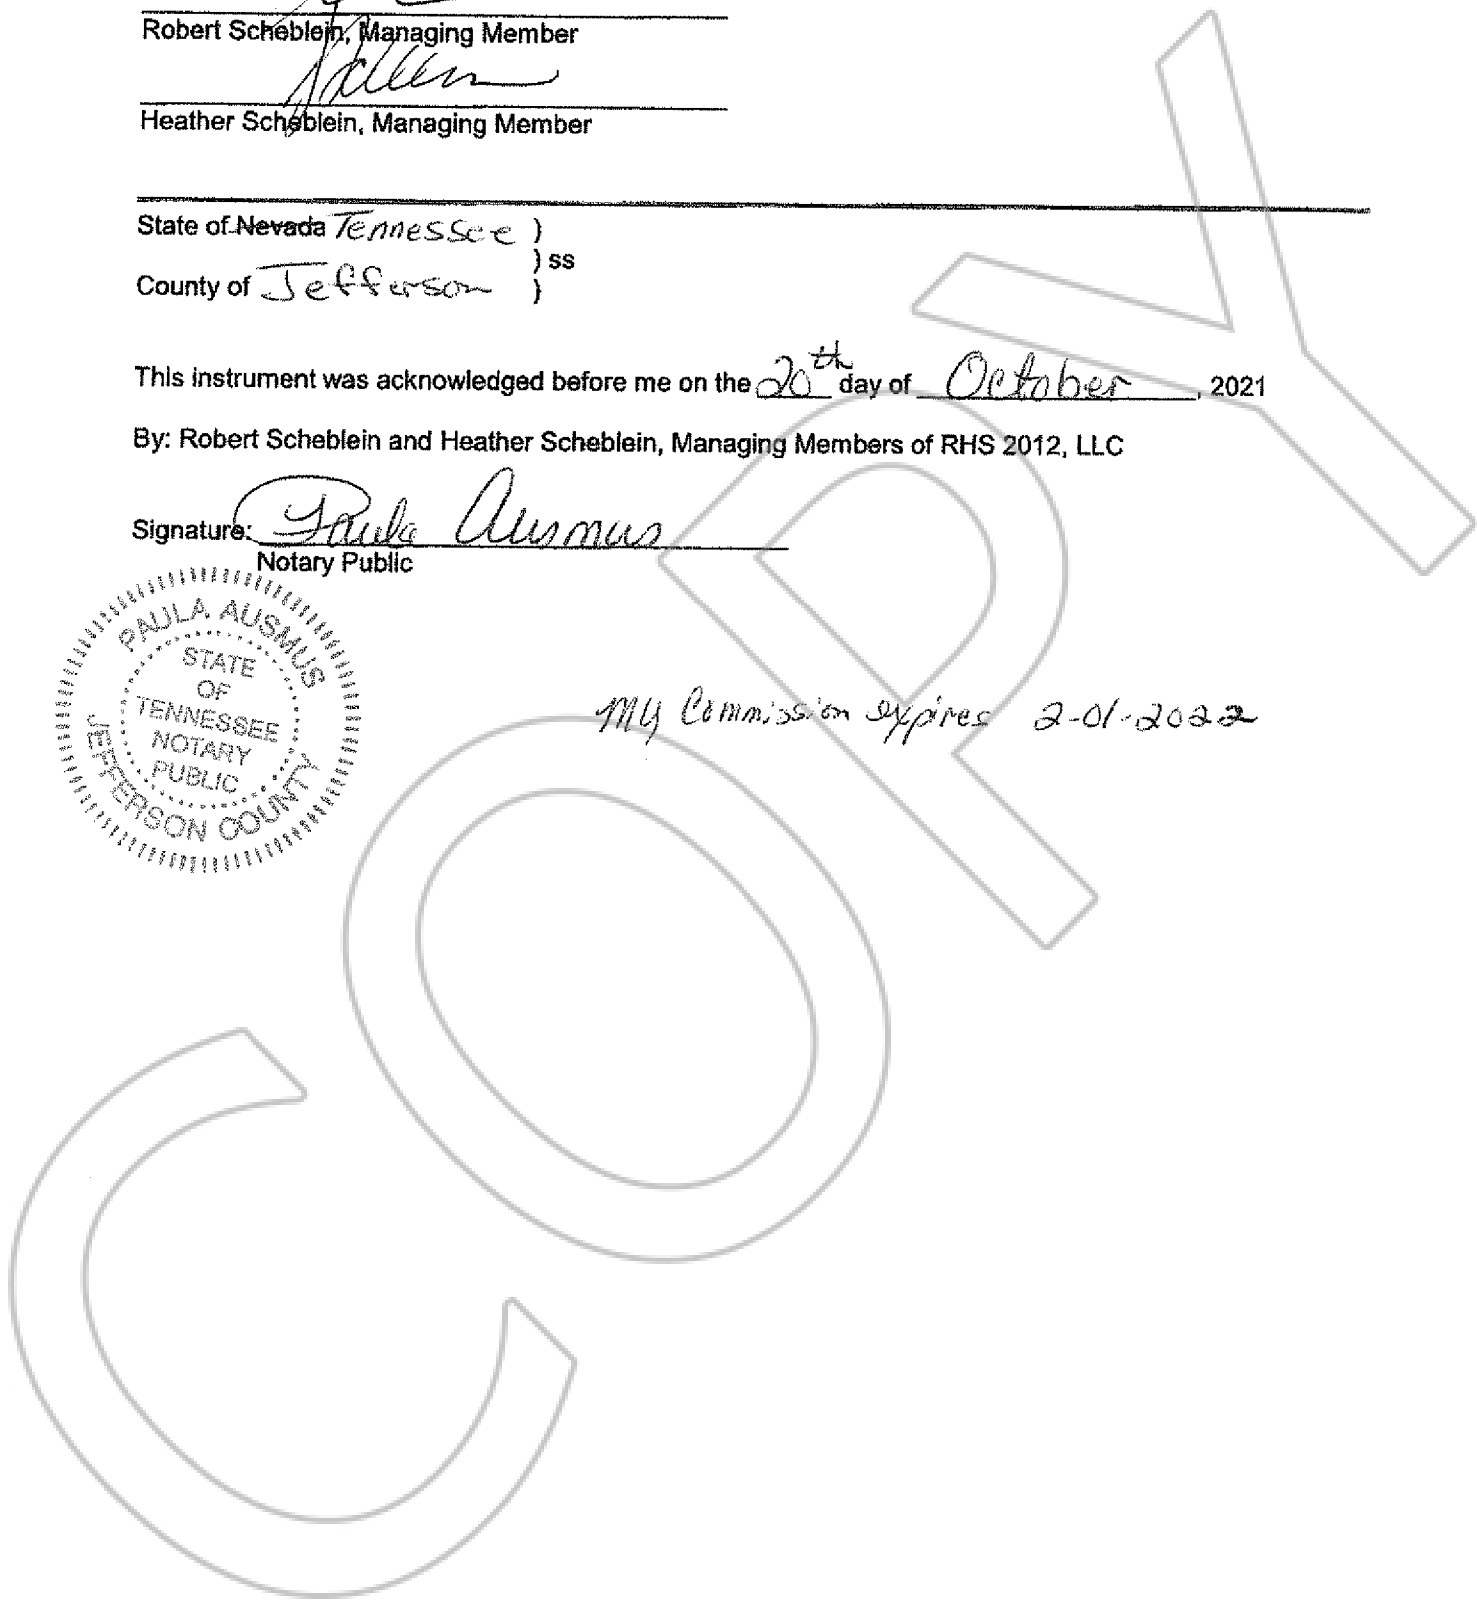 Robert Scheblein, Managing Member
Heather Scheblein, Managing Member
State of Nevada Tennessee )
) ss
County of Jefferson )
This instrument was acknowledged before me on the 20th day of October, 2021
By: Robert Scheblein and Heather Scheblein, Managing Members of RHS 2012, LLC
Signature: Paula Ausmus
Notary Public
PAULA AUSMUS
STATE
OF
TENNESSEE
NOTARY
PUBLIC
JEFFERSON COUNTY
My Commission expires 2-01-2022
COPY